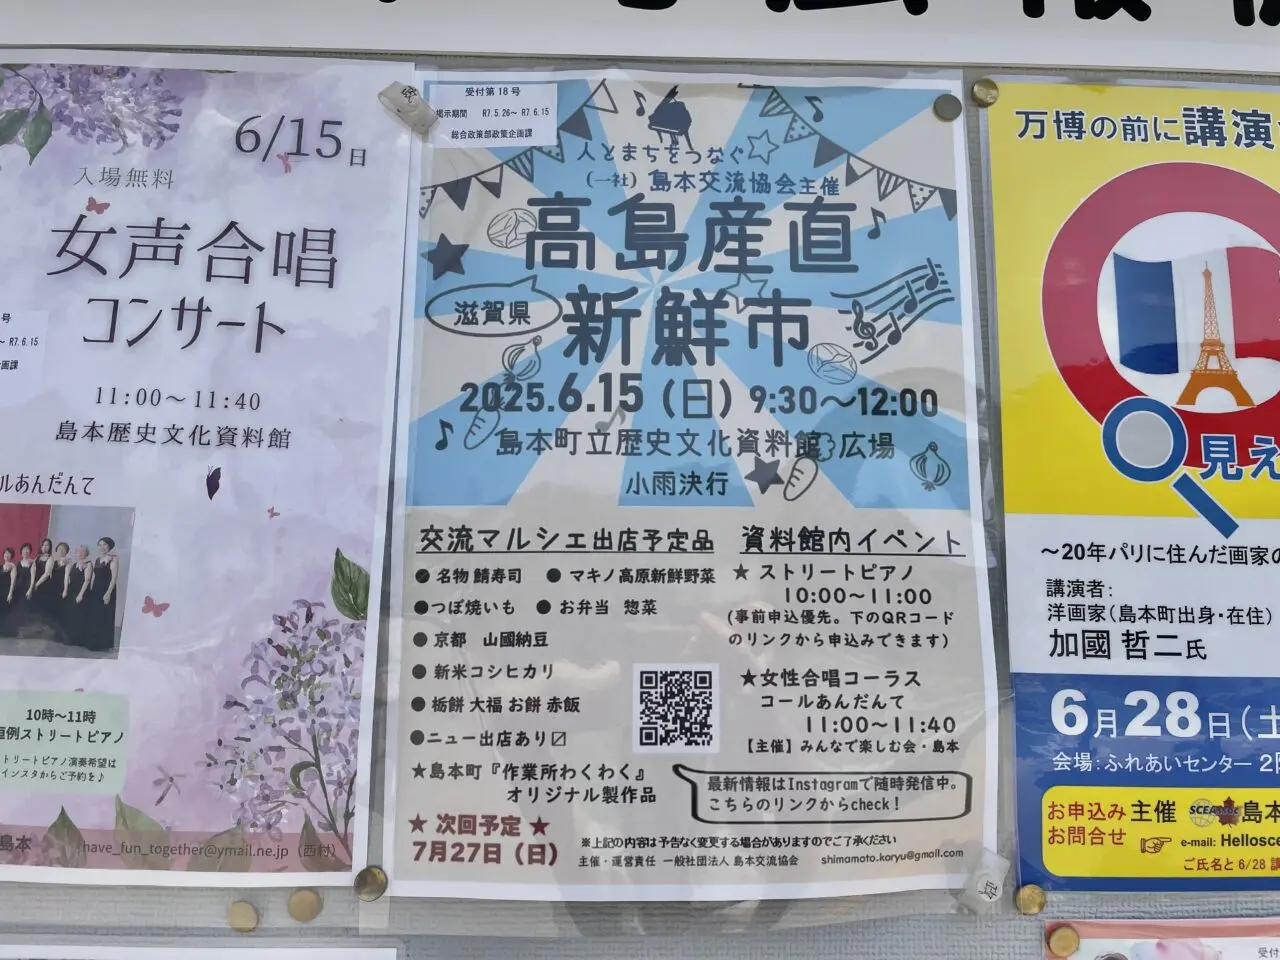 6/15日
入場無料
女声合唱
コンサート
号
R7.6.15
画課
11:00〜11:40
島本歴史文化資料館
ルあんだんて
10時〜11時
恒例ストリートピアノ
トリートピアノ演奏希望は
インスタからご予約を♪
島本
have_fun_together@ymail.ne.jp (西村)
受付第18号
掲示期間 R7.5.26〜 R7.6.15
総合政策部政策企画課
人とまちをつなぐ
(一社) 島本交流協会主催
高島産直
滋賀県
新鮮市
2025.6.15 (日) 9:30〜12:00
島本町立歴史文化資料館 広場
小雨決行
交流マルシェ出店予定品
● 名物 鯖寿司 ● マキノ高原新鮮野菜
●つぼ焼いも ● お弁当 惣菜
● 京都 山國納豆
● 新米コシヒカリ
● 栃餅 大福 お餅 赤飯
●ニュー出店あり〼
★島本町『作業所わくわく』
オリジナル製作品
★ 次回予定 ★
7月27日 (日)
資料館内イベント
★ ストリートピアノ
10:00〜11:00
(事前申込優先。下のQRコード
のリンクから申込みできます)
★女性合唱コーラス
コールあんだんて
11:00〜11:40
【主催】みんなで楽しむ会・島本
最新情報はInstagramで随時発信中。
こちらのリンクからcheck!
※上記の内容は予告なく変更する場合がありますのでご了承ください
主催・運営責任 一般社団法人 島本交流協会 shimamoto.koryu@gmail.com
万博の前に講演
見え
〜20年パリに住んだ画家の
講演者:
洋画家(島本町出身・在住)
加國 哲二氏
6月28日(土
会場:ふれあいセンター 2階
お申込み
お問合せ
主催 島本
e-mail: Hellosce
ご氏名と 6/28 講
受付